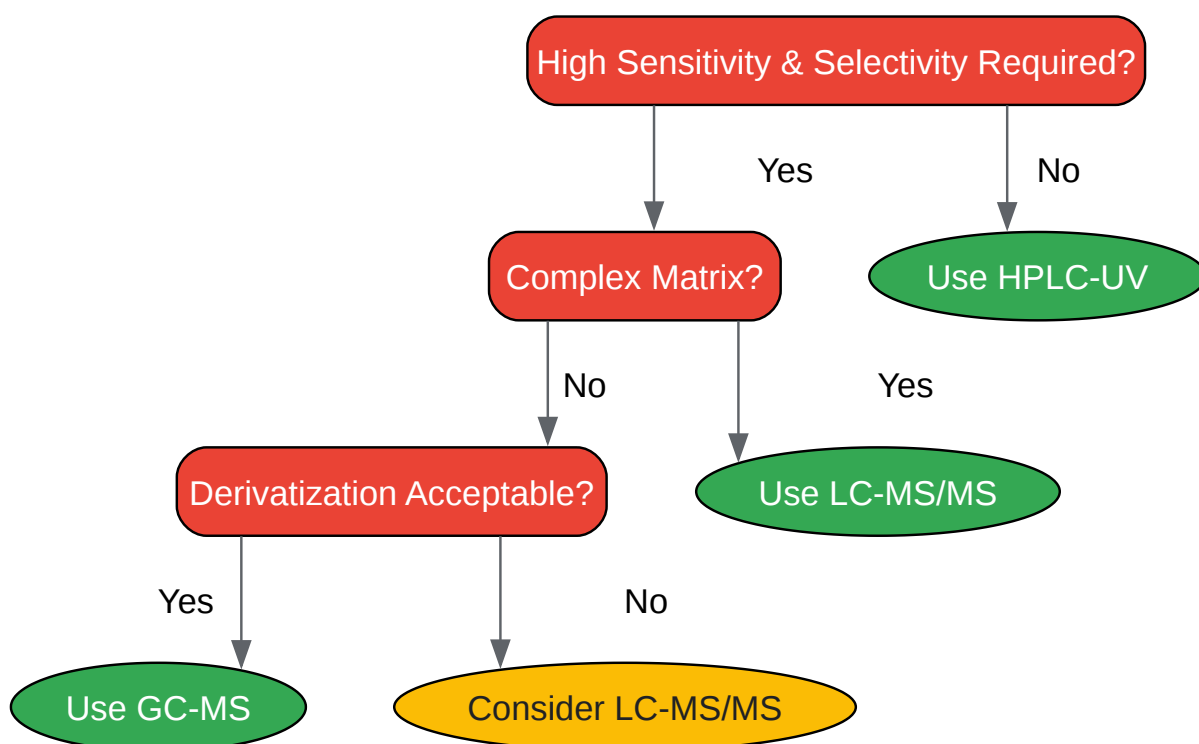 High Sensitivity & Selectivity Required?
Yes
No
Complex Matrix?
Use HPLC-UV
No
Yes
Derivatization Acceptable?
Use LC-MS/MS
Yes
No
Use GC-MS
Consider LC-MS/MS